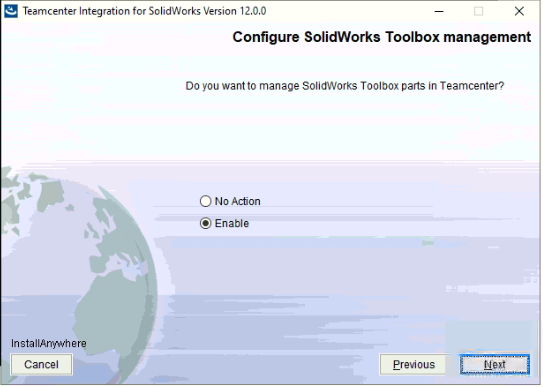 Teamcenter Integration for SolidWorks Version 12.0.0
Configure SolidWorks Toolbox management
Do you want to manage SolidWorks Toolbox parts in Teamcenter?
No Action
Enable
InstallAnywhere
Cancel
Previous
Next